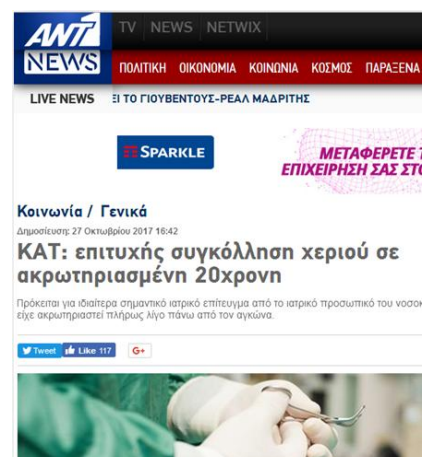 ANT1
NEWS
TV NEWS NETWIX
ΠΟΛΙΤΙΚΗ ΟΙΚΟΝΟΜΙΑ ΚΟΙΝΩΝΙΑ ΚΟΣΜΟΣ ΠΑΡΑΞΕΝΑ
LIVE NEWS ΕΙ ΤΟ ΓΙΟΥΒΕΝΤΟΥΣ-ΡΕΑΛ ΜΑΔΡΙΤΗΣ
SPARKLE
ΜΕΤΑΦΕΡΕΤΕ
ΕΠΙΧΕΙΡΗΣΗ ΣΑΣ ΣΤΟ
Κοινωνία / Γενικά
Δημοσίευση: 27 Οκτωβρίου 2017 16:42
ΚΑΤ: επιτυχής συγκόλληση χεριού σε
ακρωτηριασμένη 20χρονη
Πρόκειται για ιδιαίτερα σημαντικό ιατρικό επίτευγμα από το ιατρικό προσωπικό του νοσοκ
είχε ακρωτηριαστεί πλήρως λίγο πάνω από τον αγκώνα.
Tweet Like 117 G+